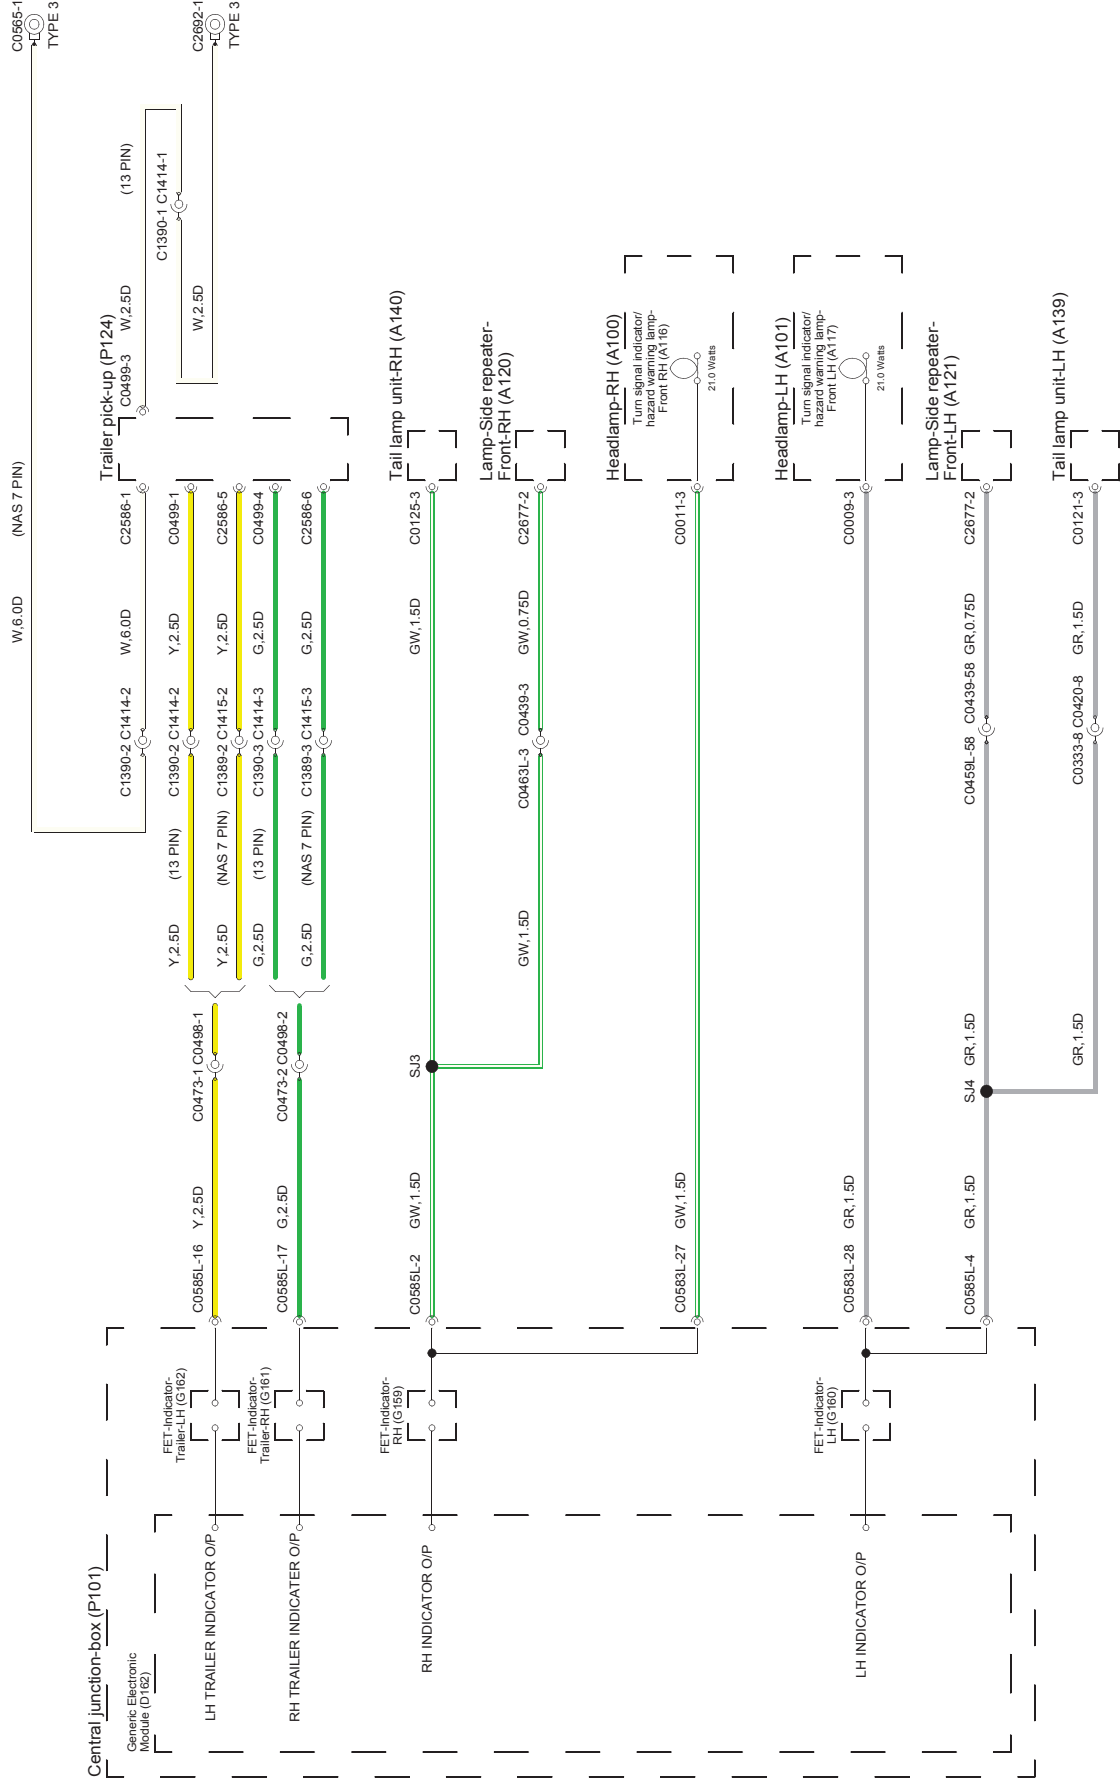 Central junction-box (P101)
Generic Electronic
Module (D162)
LH TRAILER INDICATOR O/P
RH TRAILER INDICATER O/P
RH INDICATOR O/P
LH INDICATOR O/P
FET-Indicator-
Trailer-LH (G162)
FET-Indicator-
Trailer-RH (G161)
FET-Indicator-
RH (G159)
FET-Indicator-
LH (G160)
W,6.0D
(NAS 7 PIN)
C0565-1
TYPE 3
C1390-2
C1414-2
W,6.0D
C2586-1
Trailer pick-up (P124)
C0499-3
W,2.5D
(13 PIN)
C1390-1
C1414-1
W,2.5D
C2692-1
TYPE 3
C0585L-16
Y,2.5D
C0473-1
C0498-1
Y,2.5D
(13 PIN)
C1390-2
C1414-2
Y,2.5D
C0499-1
Y,2.5D
(NAS 7 PIN)
C1389-2
C1415-2
Y,2.5D
C2586-5
C0585L-17
G,2.5D
C0473-2
C0498-2
G,2.5D
(13 PIN)
C1390-3
C1414-3
G,2.5D
C0499-4
G,2.5D
(NAS 7 PIN)
C1389-3
C1415-3
G,2.5D
C2586-6
C0585L-2
GW,1.5D
SJ3
GW,1.5D
C0125-3
Tail lamp unit-RH (A140)
GW,1.5D
C0463L-3
C0439-3
GW,0.75D
C2677-2
Lamp-Side repeater-
Front-RH (A120)
C0583L-27
GW,1.5D
C0011-3
Headlamp-RH (A100)
Turn signal indicator/
hazard warning lamp-
Front RH (A116)
21.0 Watts
C0583L-28
GR,1.5D
C0009-3
Headlamp-LH (A101)
Turn signal indicator/
hazard warning lamp-
Front LH (A117)
21.0 Watts
C0585L-4
GR,1.5D
SJ4
GR,1.5D
C0459L-58
C0439-58
GR,0.75D
C2677-2
Lamp-Side repeater-
Front-LH (A121)
GR,1.5D
C0333-8
C0420-8
GR,1.5D
C0121-3
Tail lamp unit-LH (A139)